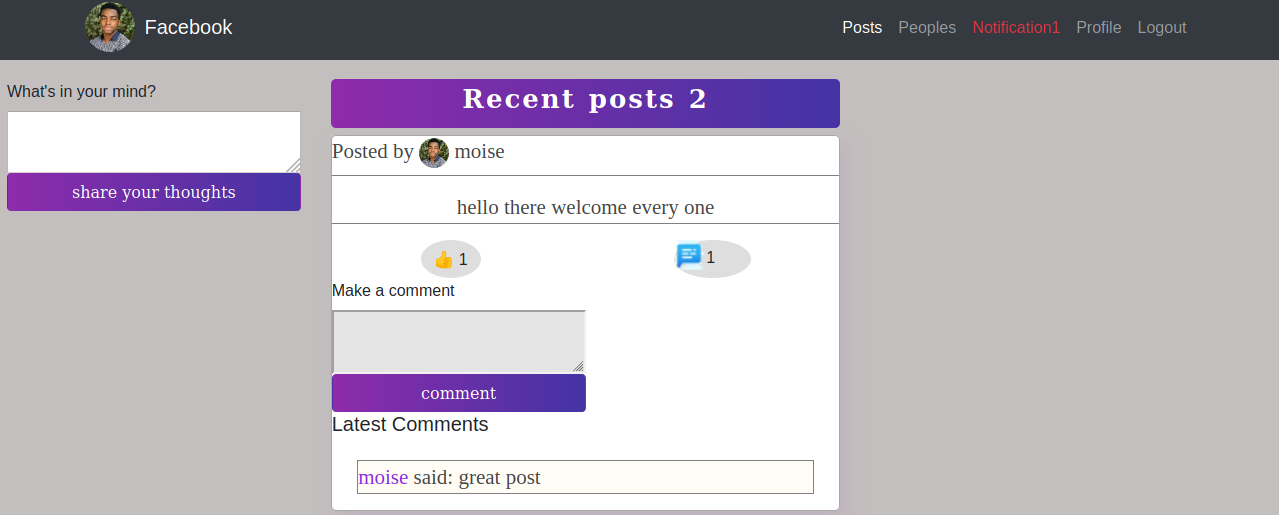 Facebook
Posts Peoples Notification1 Profile Logout
What's in your mind?
share your thoughts
Recent posts 2
Posted by moise
hello there welcome every one
1
1
Make a comment
comment
Latest Comments
moise said: great post